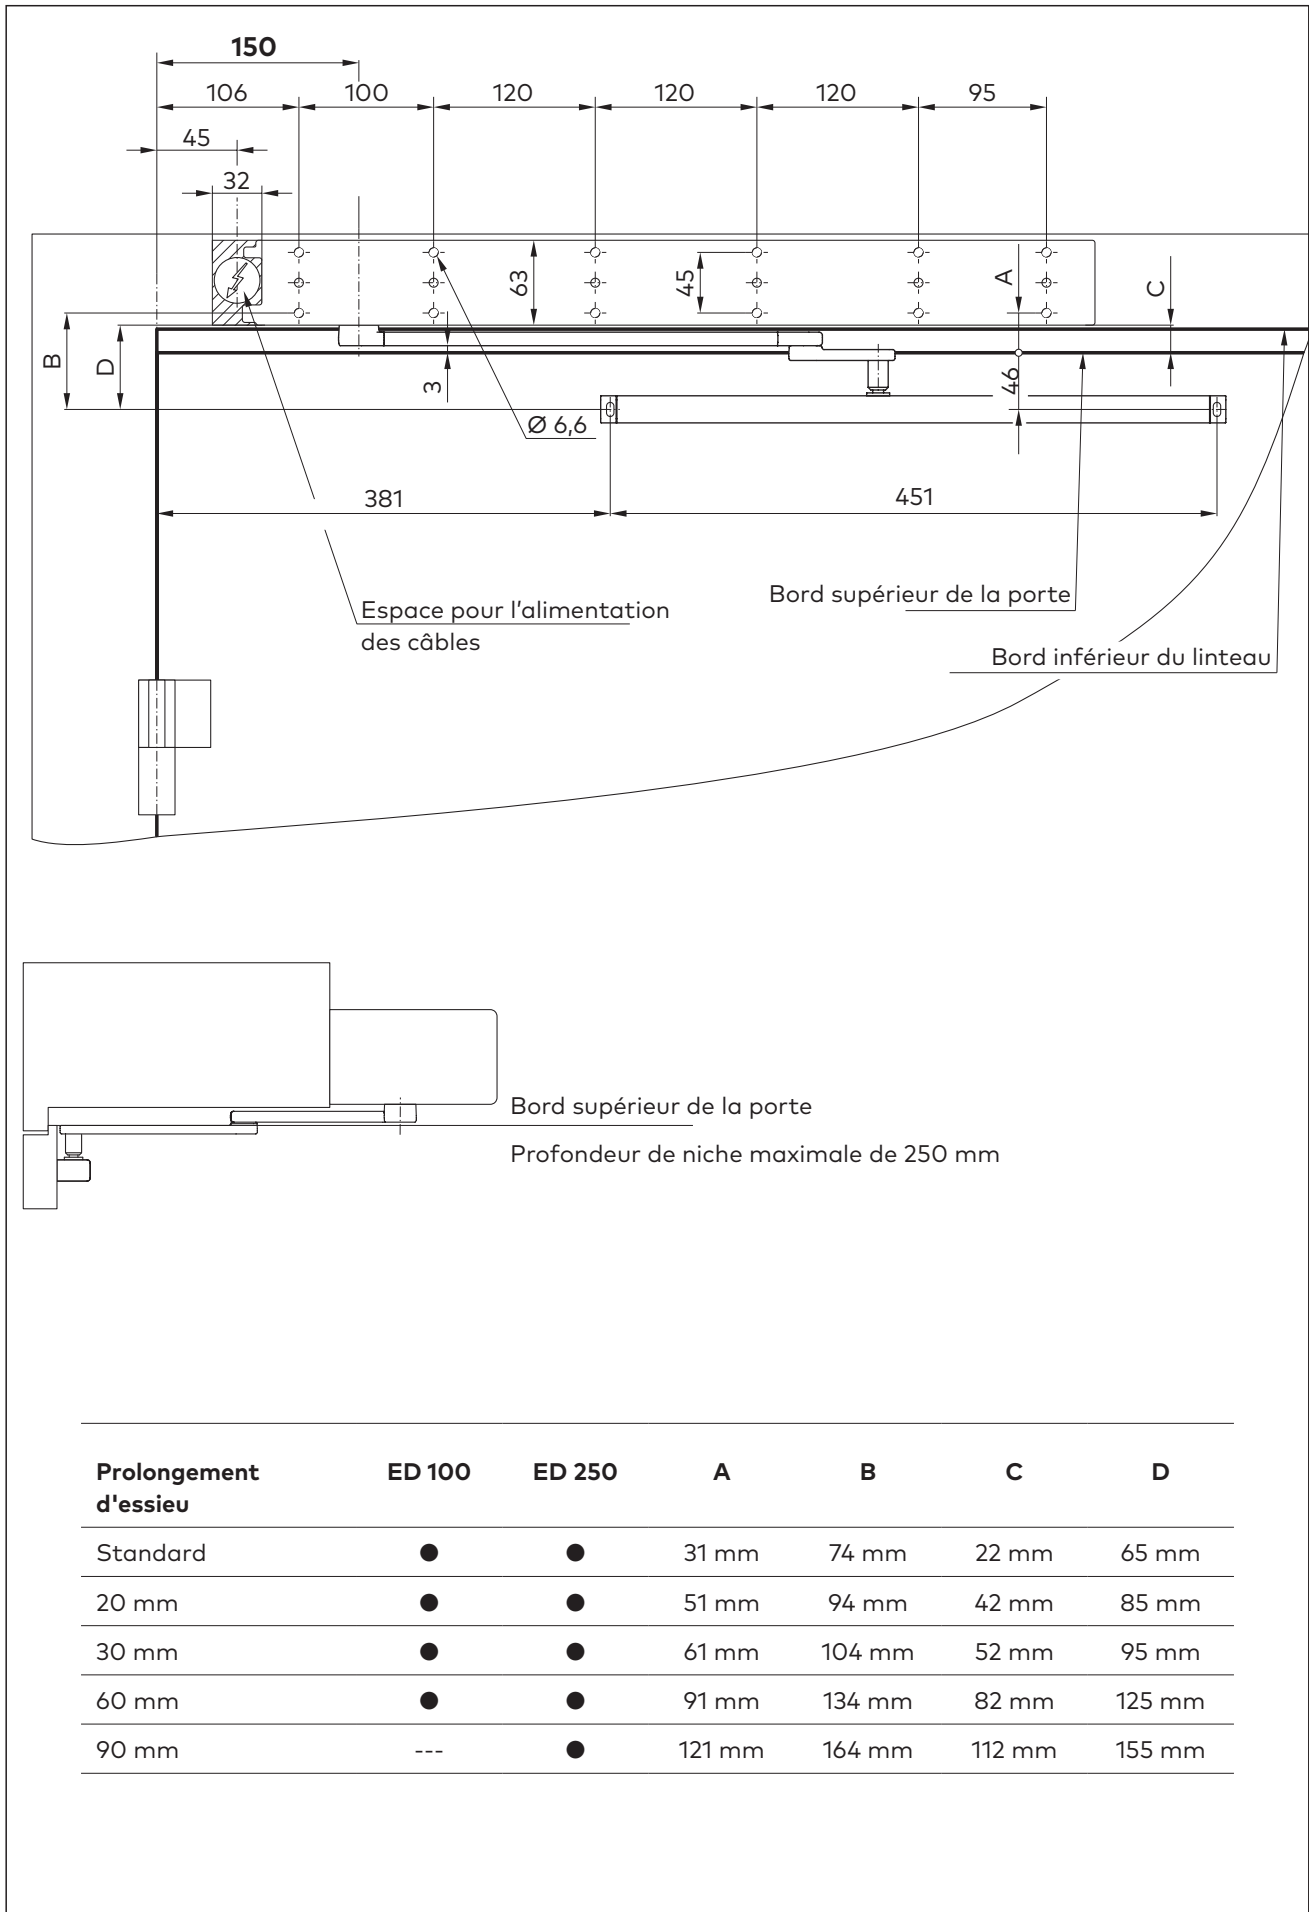 150
106 100 120 120 120 95
45
32
63
45
A
C
B
D
3
46
Ø 6,6
381
451
Bord supérieur de la porte
Espace pour l'alimentation
des câbles
Bord inférieur du linteau
Bord supérieur de la porte
Profondeur de niche maximale de 250 mm
Prolongement
d'essieu ED 100 ED 250 A B C D
Standard ● ● 31 mm 74 mm 22 mm 65 mm
20 mm ● ● 51 mm 94 mm 42 mm 85 mm
30 mm ● ● 61 mm 104 mm 52 mm 95 mm
60 mm ● ● 91 mm 134 mm 82 mm 125 mm
90 mm --- ● 121 mm 164 mm 112 mm 155 mm